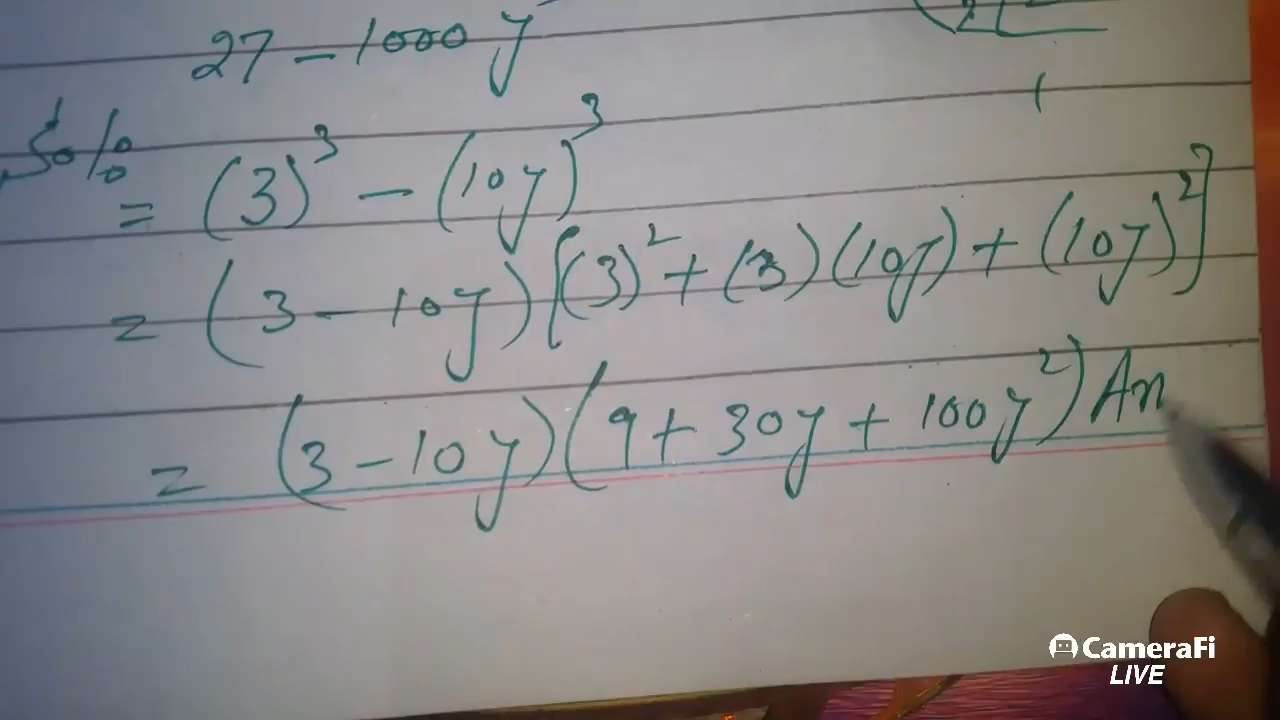 27 - 1000y
Sol
= (3)³ - (10y)³
= (3 - 10y)[(3)² + (3)(10y) + (10y)²]
= (3 - 10y)(9 + 30y + 100y²) An
CameraFi
LIVE